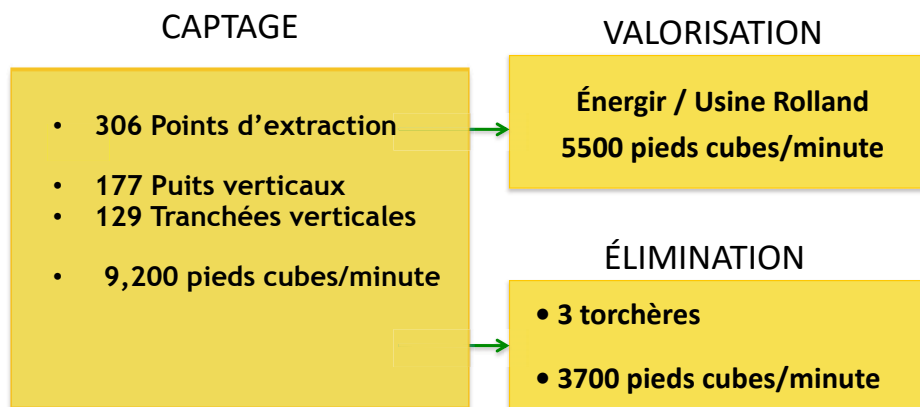 CAPTAGE
• 306 Points d'extraction
• 177 Puits verticaux
• 129 Tranchées verticales
• 9,200 pieds cubes/minute
VALORISATION
Énergir / Usine Rolland
5500 pieds cubes/minute
ÉLIMINATION
• 3 torchères
• 3700 pieds cubes/minute